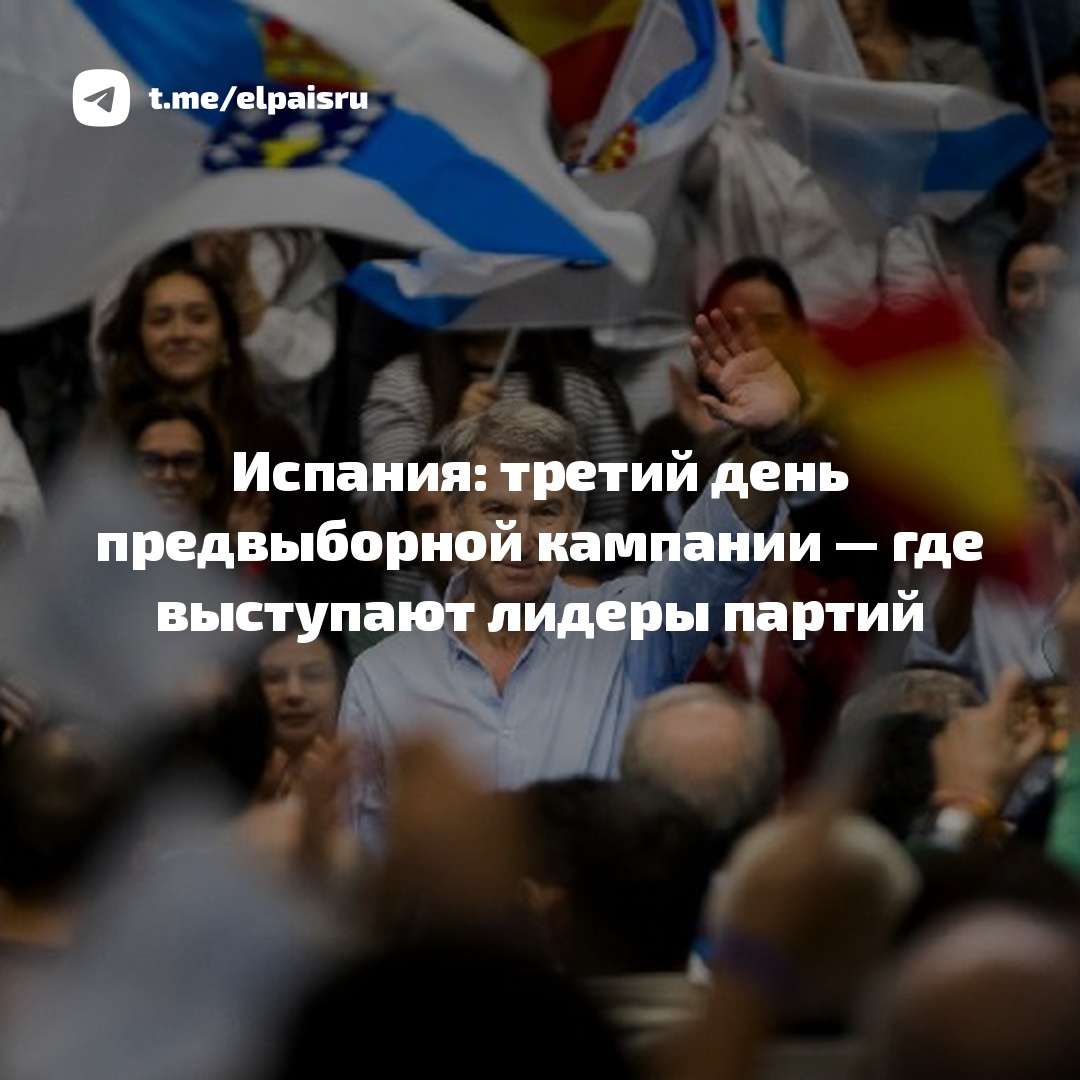 t.me/elpaisru
Испания: третий день
предвыборной кампании — где
выступают лидеры партий